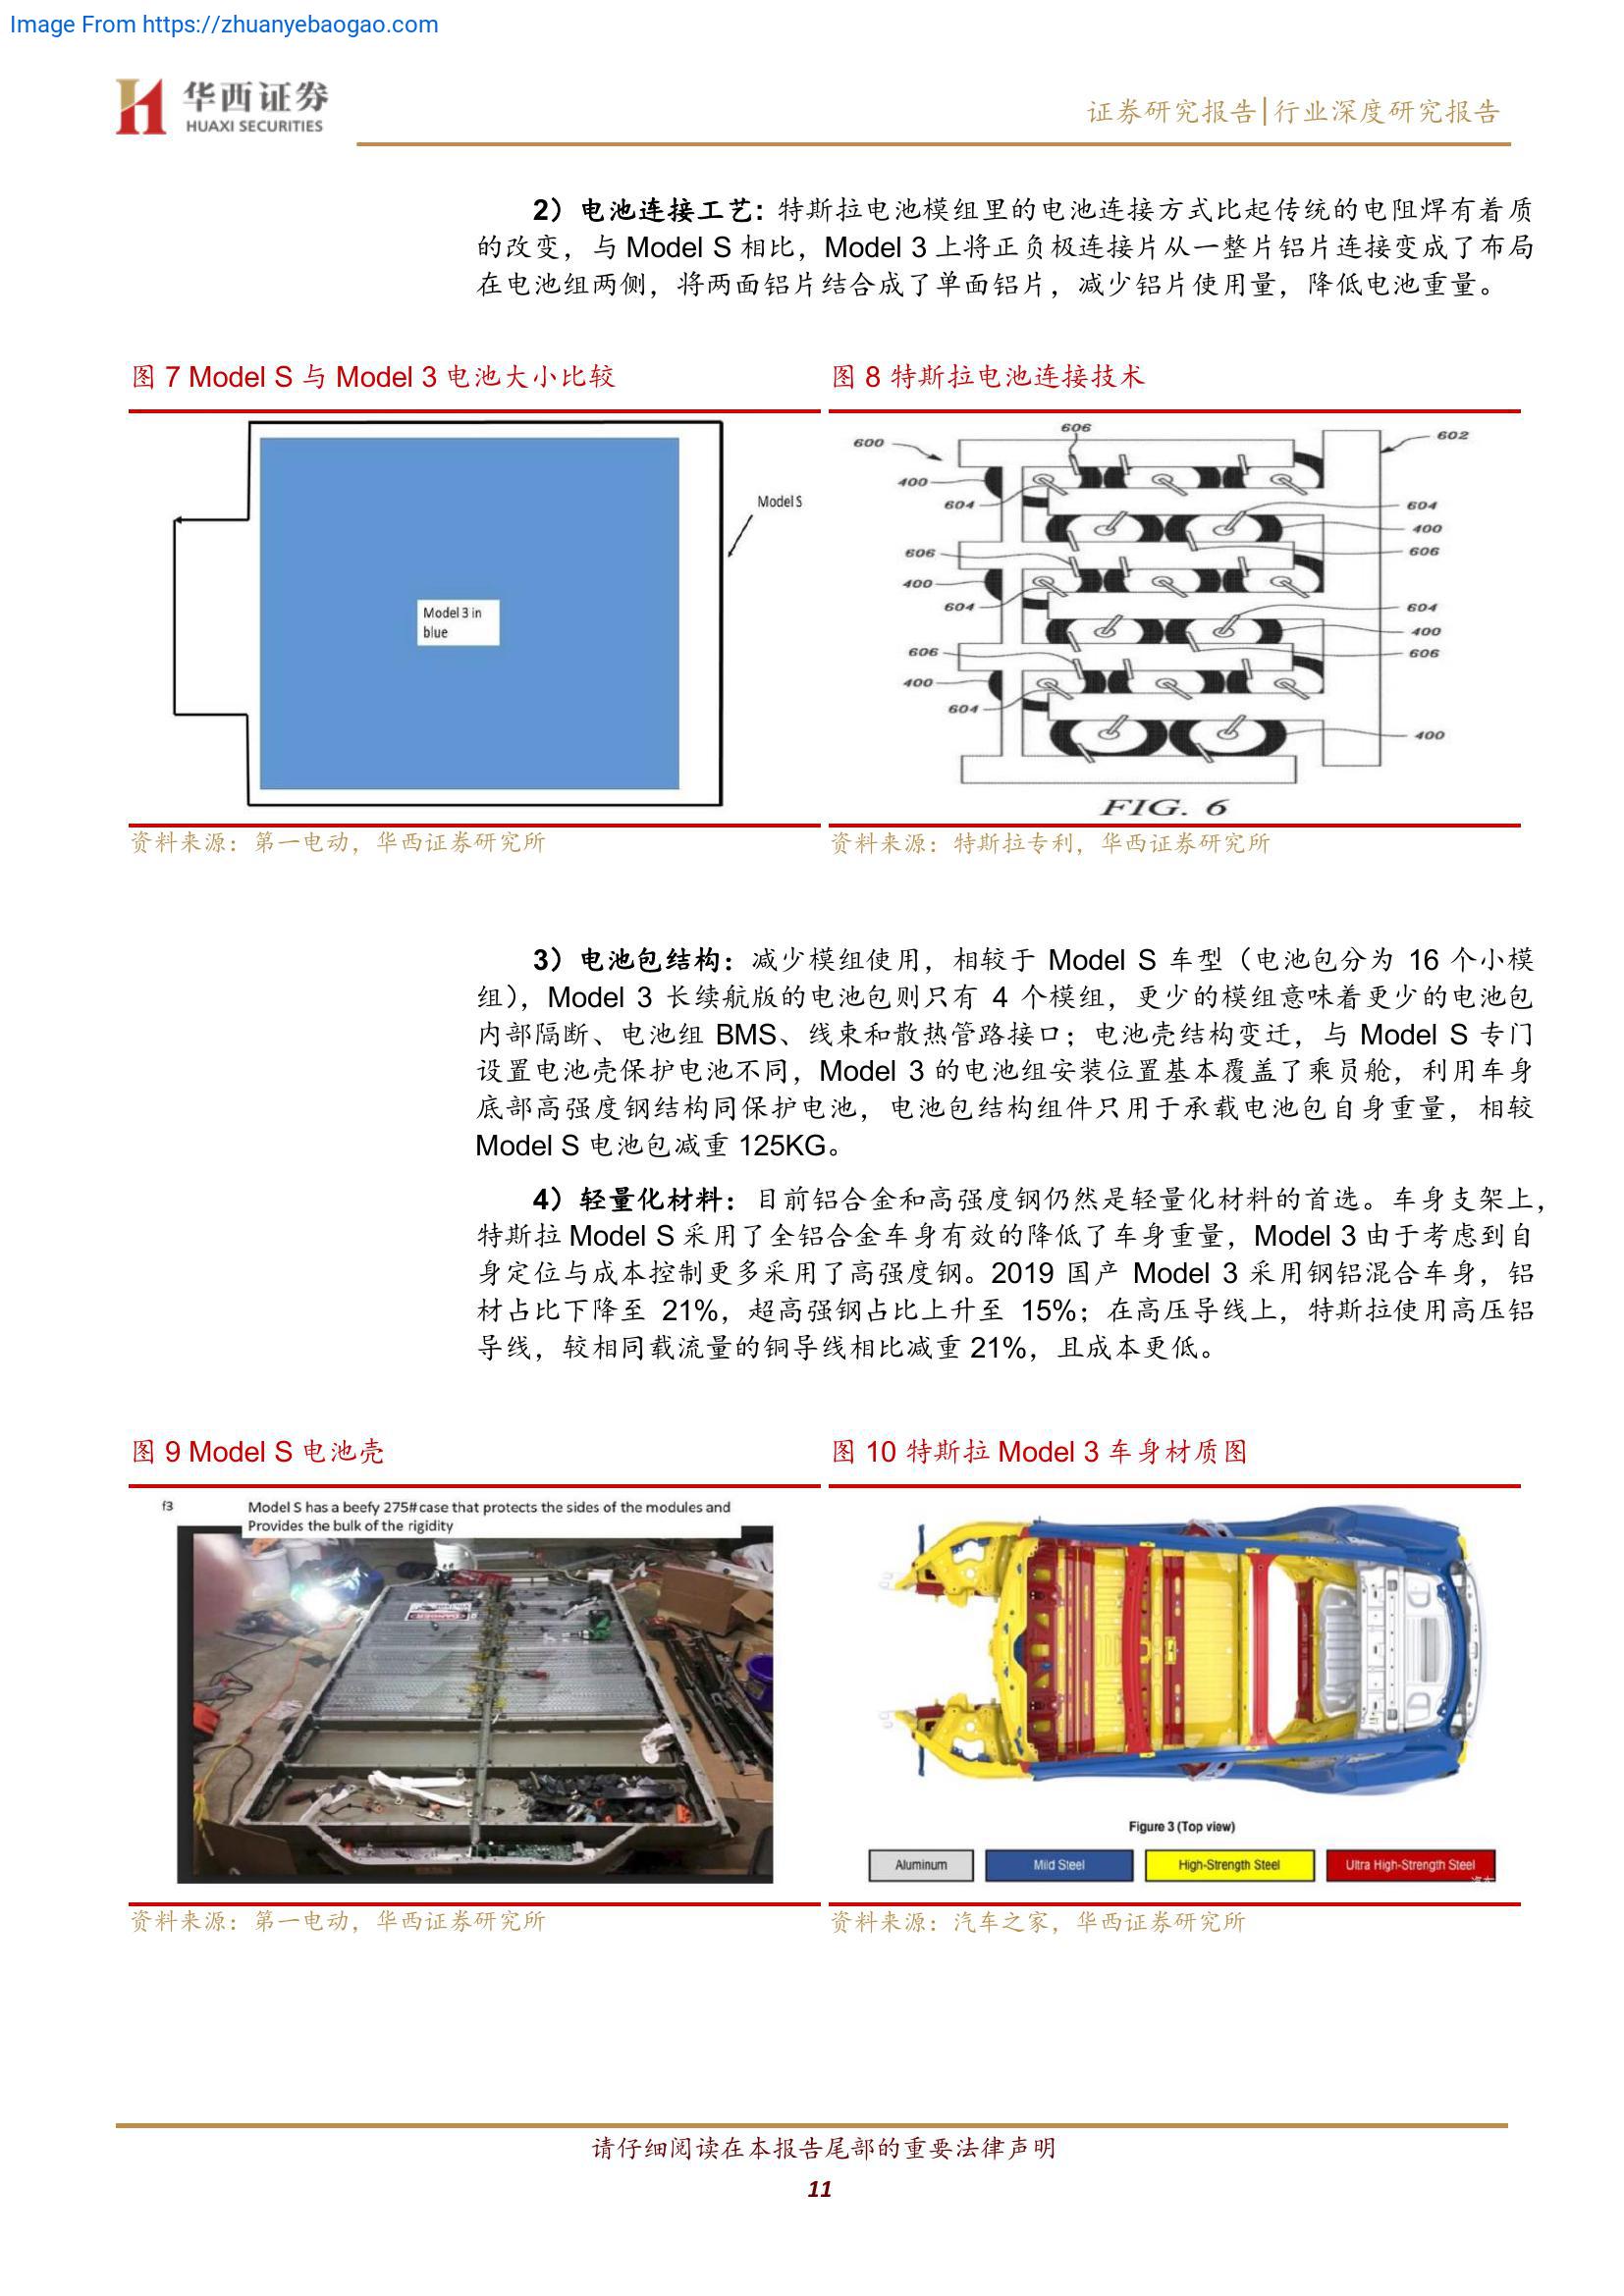 Image From https://zhuanyebaogao.com
华西证券
HUAXI SECURITIES
证券研究报告|行业深度研究报告
2）电池连接工艺：特斯拉电池模组里的电池连接方式比起传统的电阻焊有着质
的改变，与 Model S 相比，Model 3 上将正负极连接片从一整片铝片连接变成了布局
在电池组两侧，将两面铝片结合成了单面铝片，减少铝片使用量，降低电池重量。
图 7 Model S 与 Model 3 电池大小比较
Model S
Model 3 in
blue
资料来源：第一电动，华西证券研究所
图 8 特斯拉电池连接技术
606
600
602
400
604
604
400
606
606
400
604
604
400
606
606
400
604
400
FIG. 6
资料来源：特斯拉专利，华西证券研究所
3）电池包结构：减少模组使用，相较于 Model S 车型（电池包分为 16 个小模
组），Model 3 长续航版的电池包则只有 4 个模组，更少的模组意味着更少的电池包
内部隔断、电池组 BMS、线束和散热管路接口；电池壳结构变迁，与 Model S 专门
设置电池壳保护电池不同，Model 3 的电池组安装位置基本覆盖了乘员舱，利用车身
底部高强度钢结构同保护电池，电池包结构组件只用于承载电池包自身重量，相较
Model S 电池包减重 125KG。
4）轻量化材料：目前铝合金和高强度钢仍然是轻量化材料的首选。车身支架上，
特斯拉 Model S 采用了全铝合金车身有效的降低了车身重量，Model 3 由于考虑到自
身定位与成本控制更多采用了高强度钢。2019 国产 Model 3 采用钢铝混合车身，铝
材占比下降至 21%，超高强钢占比上升至 15%；在高压导线上，特斯拉使用高压铝
导线，较相同载流量的铜导线相比减重 21%，且成本更低。
图 9 Model S 电池壳
f3
Model S has a beefy 275# case that protects the sides of the modules and
Provides the bulk of the rigidity
DANGER
资料来源：第一电动，华西证券研究所
图 10 特斯拉 Model 3 车身材质图
Figure 3 (Top view)
Aluminum
Mild Steel
High-Strength Steel
Ultra High-Strength Steel
资料来源：汽车之家，华西证券研究所
请仔细阅读在本报告尾部的重要法律声明
11